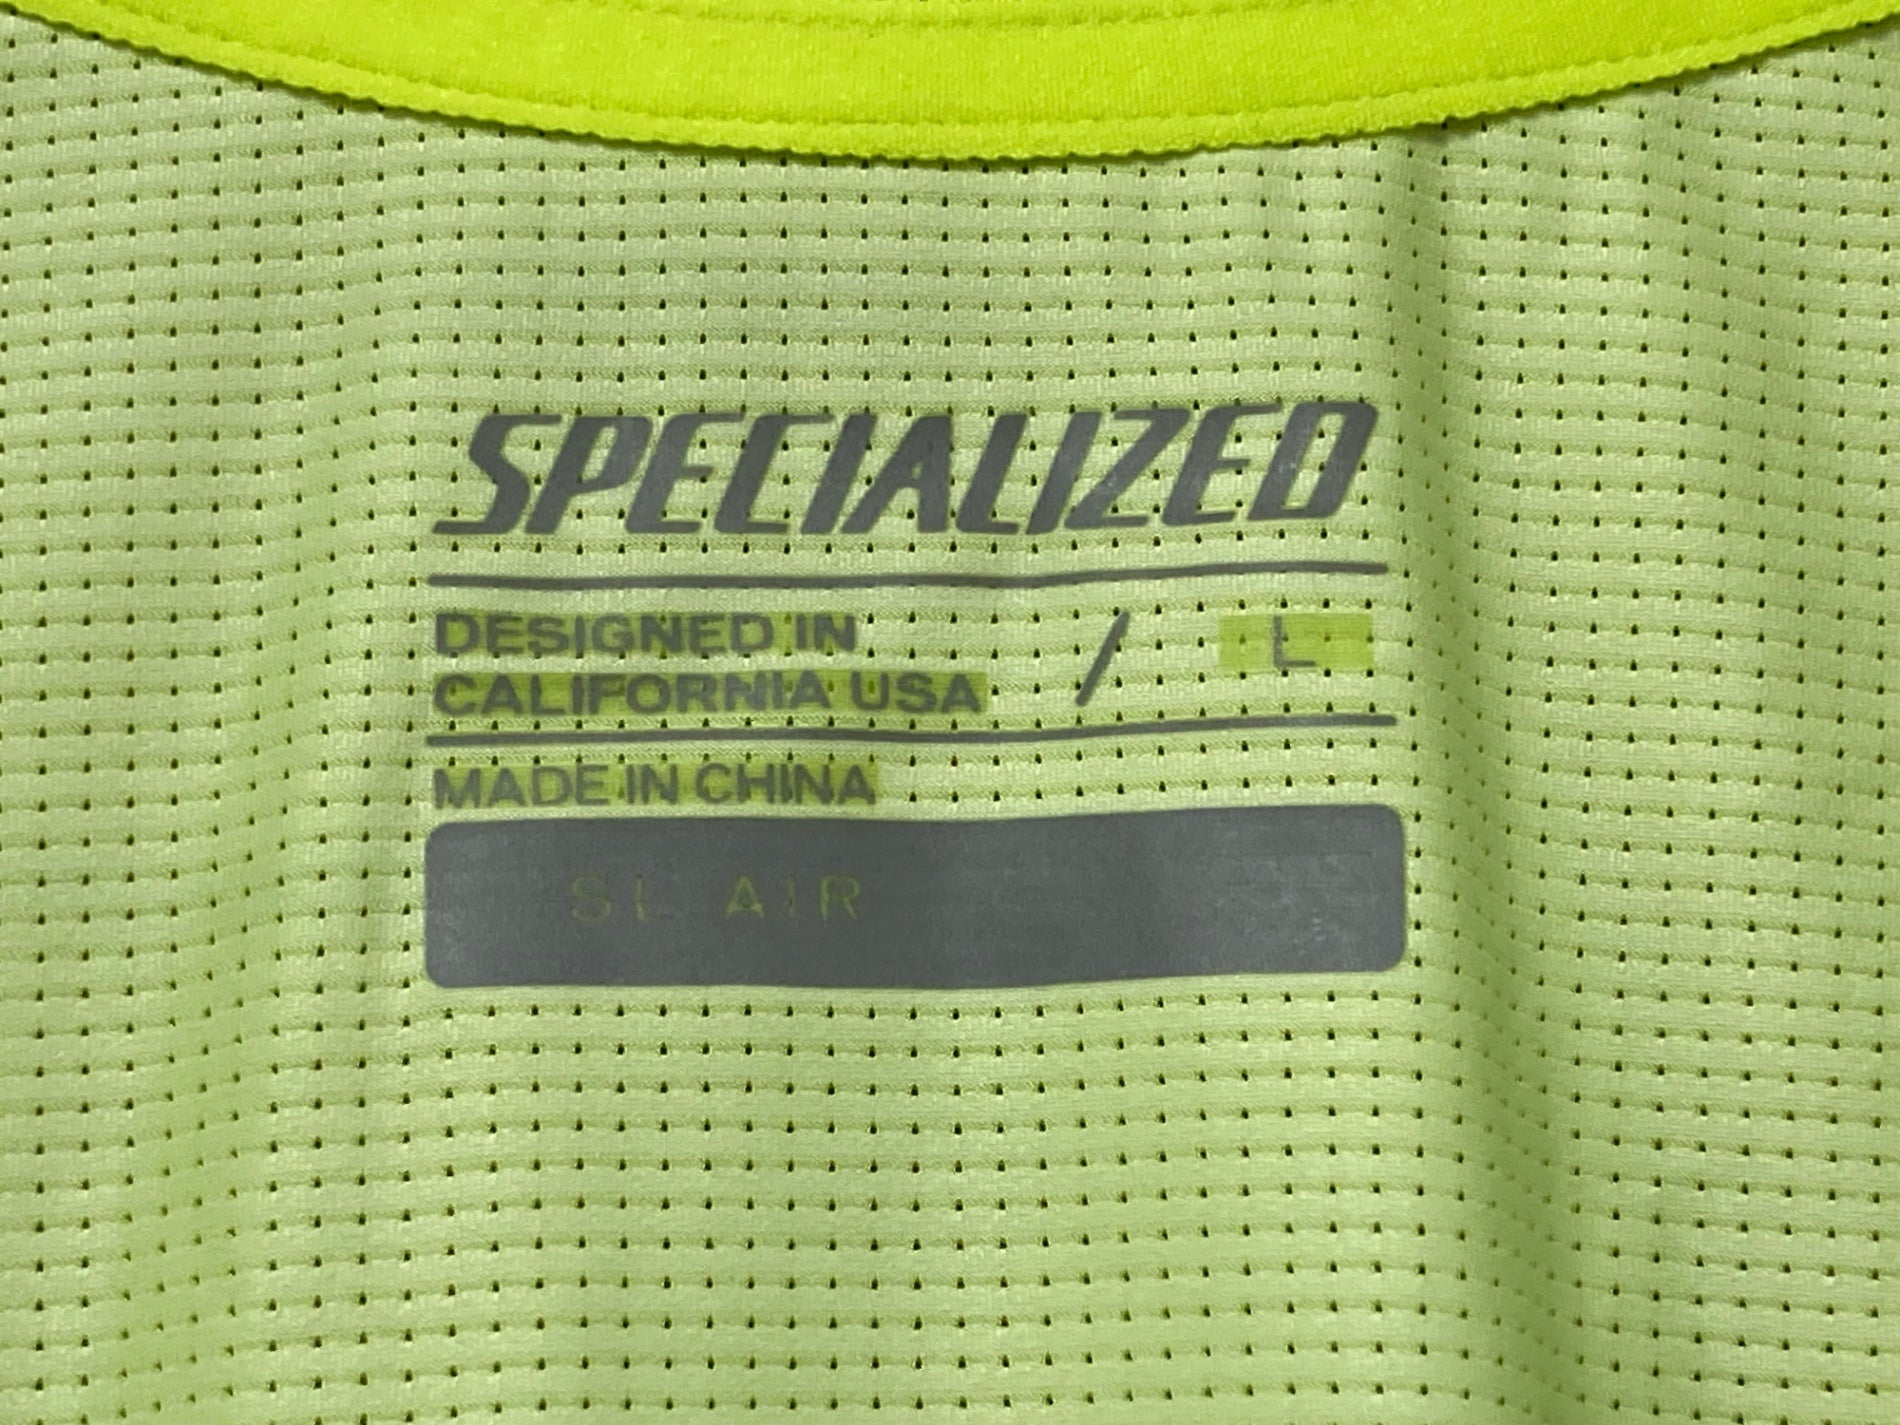 SPECIALIZED
DESIGNED IN
CALIFORNIA USA / L
MADE IN CHINA
SL AIR